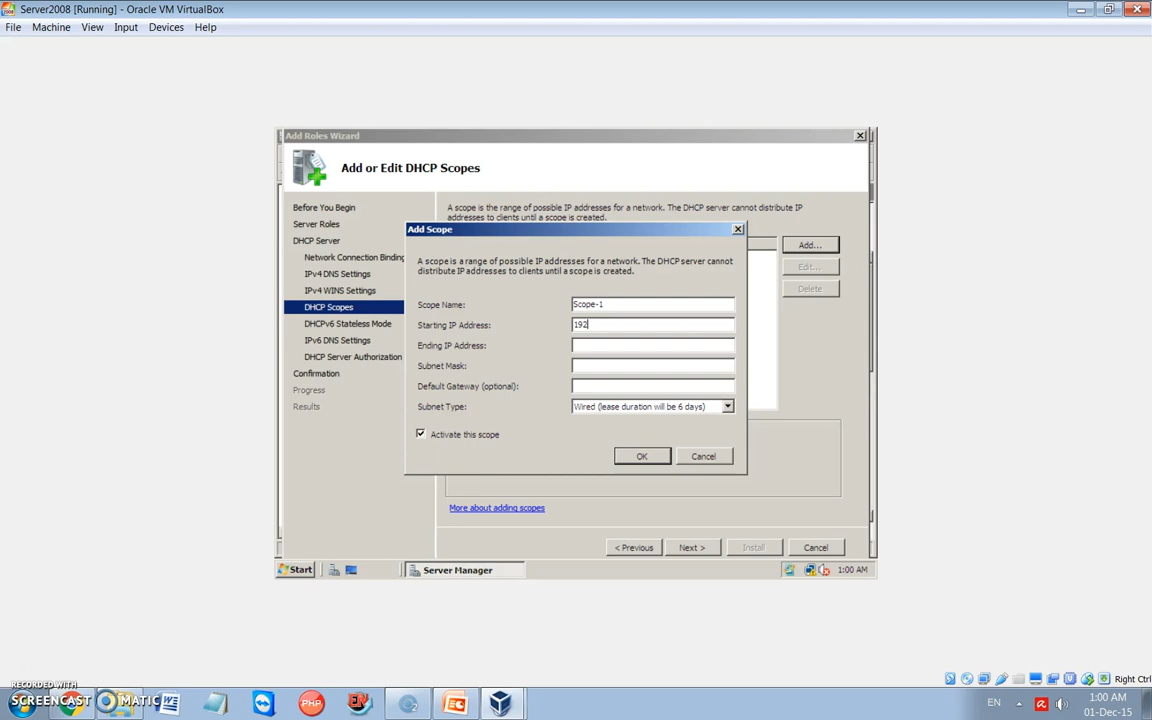 Server2008 [Running] - Oracle VM VirtualBox
File Machine View Input Devices Help
Add Roles Wizard
Add or Edit DHCP Scopes
Before You Begin
Server Roles
DHCP Server
Network Connection Binding
IPv4 DNS Settings
IPv4 WINS Settings
DHCP Scopes
DHCPv6 Stateless Mode
IPv6 DNS Settings
DHCP Server Authorization
Confirmation
Progress
Results
A scope is the range of possible IP addresses for a network. The DHCP server cannot distribute IP
addresses to clients until a scope is created.
Add...
Edit...
Delete
Add Scope
A scope is a range of possible IP addresses for a network. The DHCP server cannot
distribute IP addresses to clients until a scope is created.
Scope Name: Scope-1
Starting IP Address: 192
Ending IP Address:
Subnet Mask:
Default Gateway (optional):
Subnet Type: Wired (lease duration will be 6 days)
Activate this scope
OK Cancel
More about adding scopes
< Previous Next > Install Cancel
Start Server Manager 1:00 AM
Right Ctrl
RECORDED WITH
SCREENCAST MATIC
W PHP EN
EN 1:00 AM
01-Dec-15